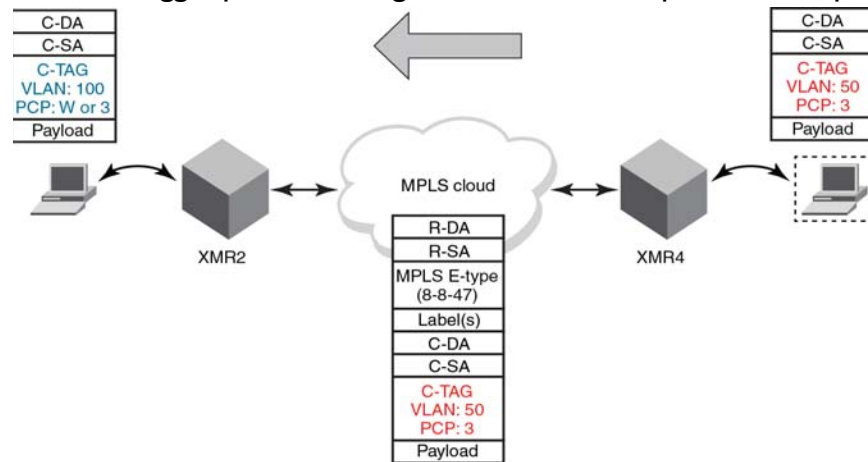 C-DA
C-SA
C-TAG
VLAN: 100
PCP: W or 3
Payload
C-DA
C-SA
C-TAG
VLAN: 50
PCP: 3
Payload
MPLS cloud
XMR2
XMR4
R-DA
R-SA
MPLS E-type
(8-8-47)
Label(s)
C-DA
C-SA
C-TAG
VLAN: 50
PCP: 3
Payload